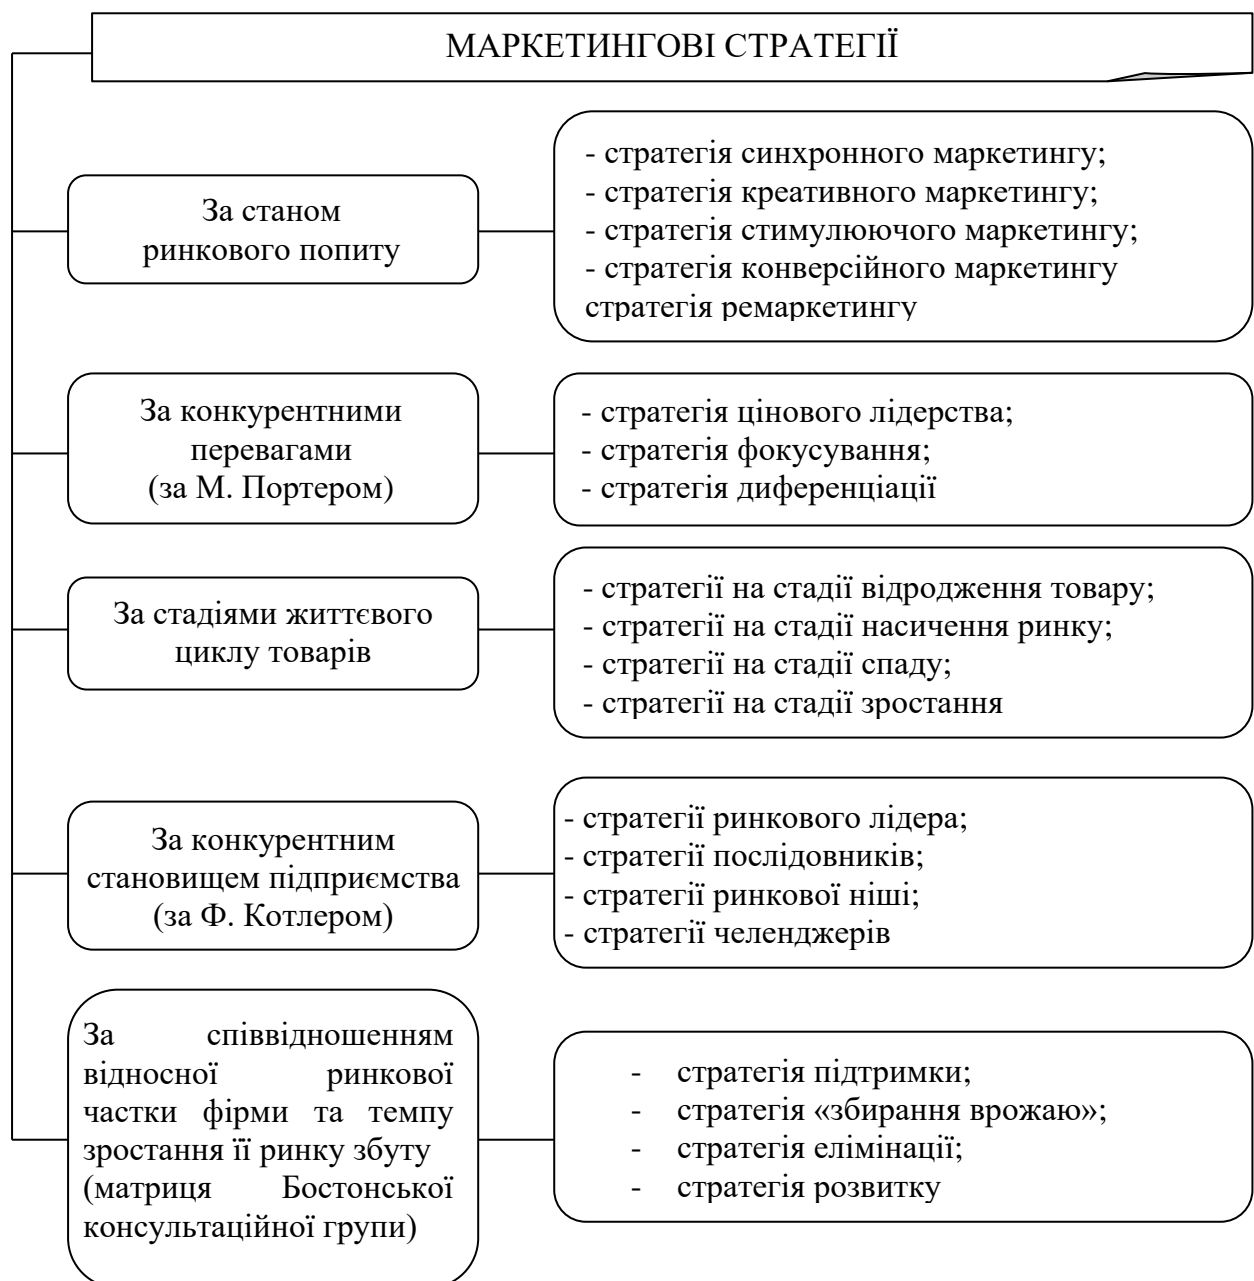 МАРКЕТИНГОВІ СТРАТЕГІЇ
За станом
ринкового попиту
- стратегія синхронного маркетингу;
- стратегія креативного маркетингу;
- стратегія стимулюючого маркетингу;
- стратегія конверсійного маркетингу
стратегія ремаркетингу
За конкурентними
перевагами
(за М. Портером)
- стратегія цінового лідерства;
- стратегія фокусування;
- стратегія диференціації
За стадіями життєвого
циклу товарів
- стратегії на стадії відродження товару;
- стратегії на стадії насичення ринку;
- стратегії на стадії спаду;
- стратегії на стадії зростання
За конкурентним
становищем підприємства
(за Ф. Котлером)
- стратегії ринкового лідера;
- стратегії послідовників;
- стратегії ринкової ніші;
- стратегії челенджерів
За співвідношенням
відносної ринкової
частки фірми та темпу
зростання її ринку збуту
(матриця Бостонської
консультаційної групи)
- стратегія підтримки;
- стратегія «збирання врожаю»;
- стратегія елімінації;
- стратегія розвитку